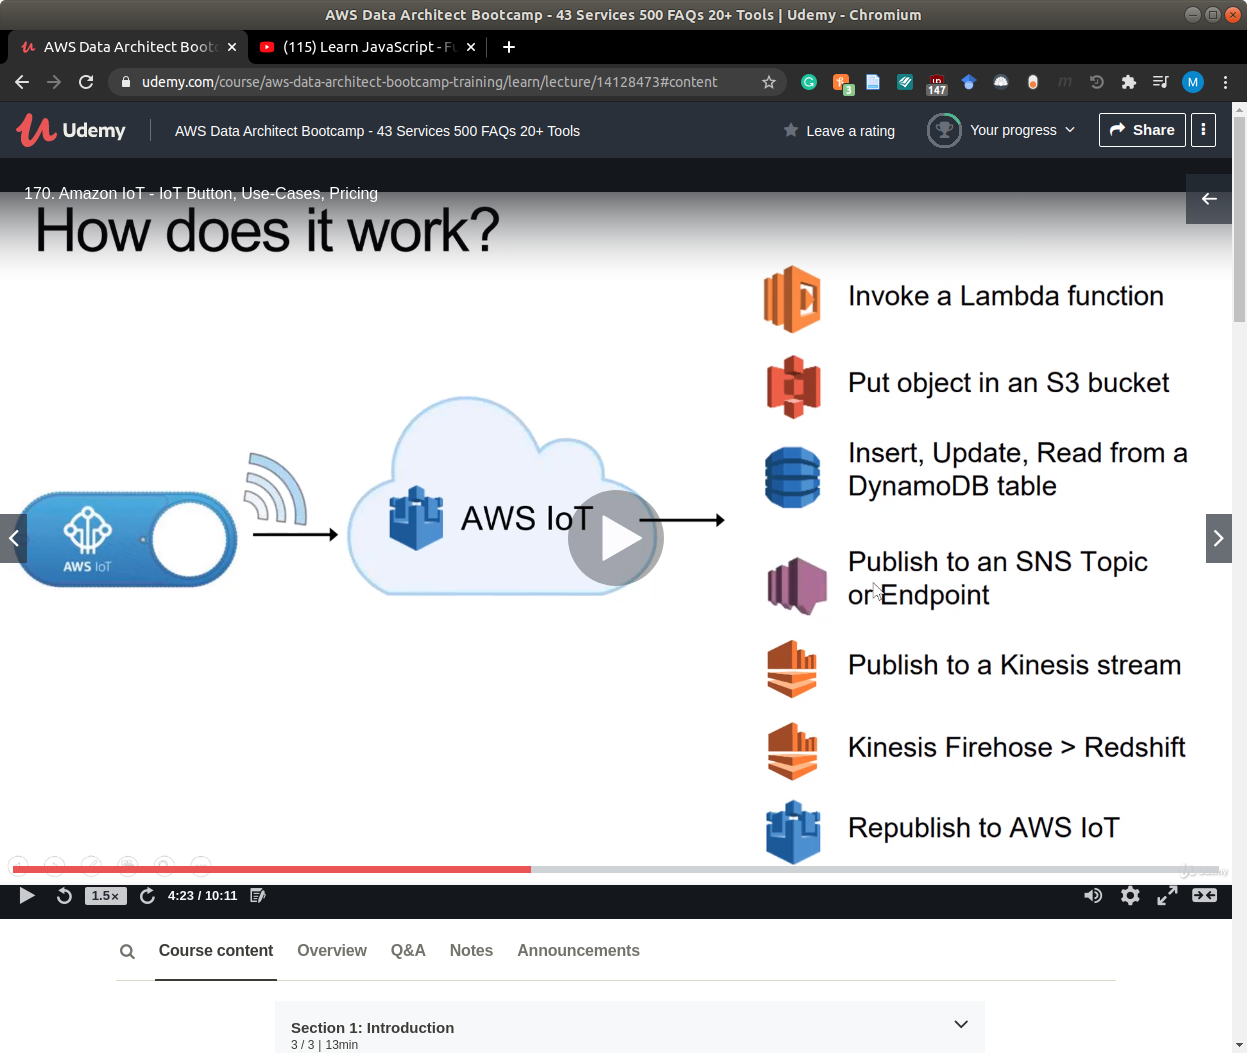 AWS Data Architect Bootcamp - 43 Services 500 FAQs 20+ Tools | Udemy - Chromium
AWS Data Architect Bootc
(115) Learn JavaScript - Fu
udemy.com/course/aws-data-architect-bootcamp-training/learn/lecture/14128473#content
3
147
M
Udemy
AWS Data Architect Bootcamp - 43 Services 500 FAQs 20+ Tools
Leave a rating
Your progress
Share
170. Amazon IoT - IoT Button, Use-Cases, Pricing
How does it work?
Invoke a Lambda function
Put object in an S3 bucket
Insert, Update, Read from a
DynamoDB table
AWS IoT
AWS IoT
Publish to an SNS Topic
or Endpoint
Publish to a Kinesis stream
Kinesis Firehose > Redshift
Republish to AWS IoT
1.5×
4:23 / 10:11
Course content
Overview
Q&A
Notes
Announcements
Section 1: Introduction
3 / 3 | 13min